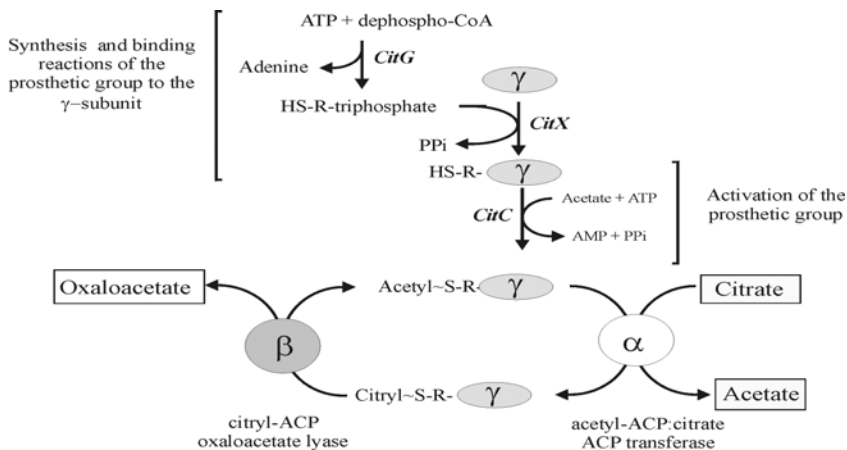 ATP + dephospho-CoA
Synthesis and binding
reactions of the
prosthetic group to the
γ–subunit
CitG
Adenine
γ
HS-R-triphosphate
CitX
PPi
HS-R- γ
CitC
Acetate + ATP
AMP + PPi
Activation of the
prosthetic group
Oxaloacetate
Acetyl~S-R- γ
Citrate
β
α
Citryl~S-R- γ
Acetate
citryl-ACP
oxaloacetate lyase
acetyl-ACP:citrate
ACP transferase